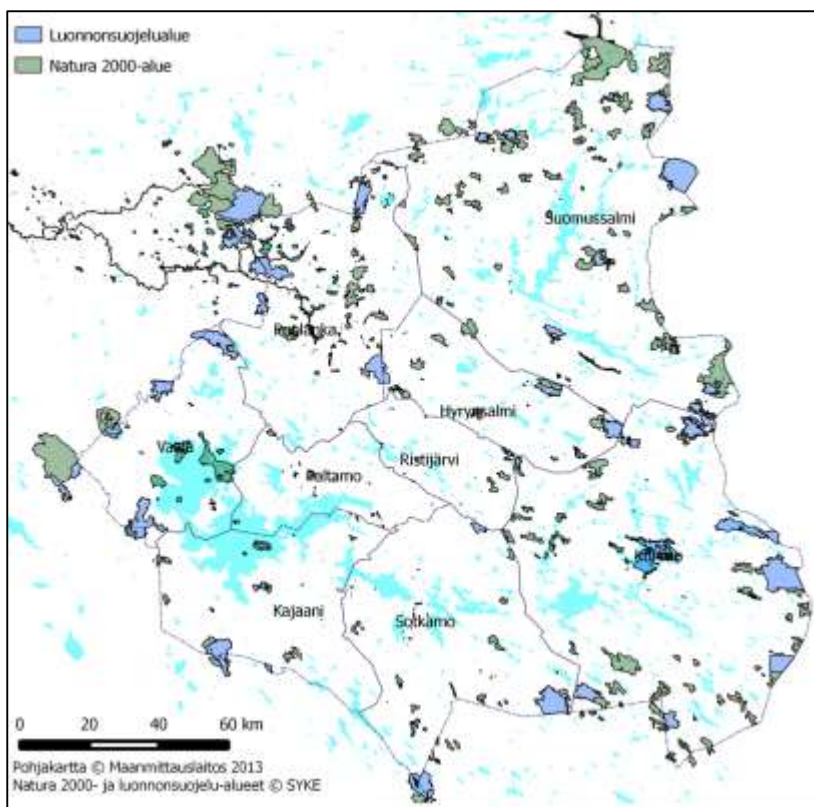 Luonnonsuojelualue
Natura 2000-alue
Suomussalmi
Puolanka
Hyrynsalmi
Vaala
Ristijärvi
Paltamo
Kuhmo
Kajaani
Sotkamo
0 20 40 60 km
Pohjakartta © Maanmittauslaitos 2013
Natura 2000- ja luonnonsuojelu-alueet © SYKE